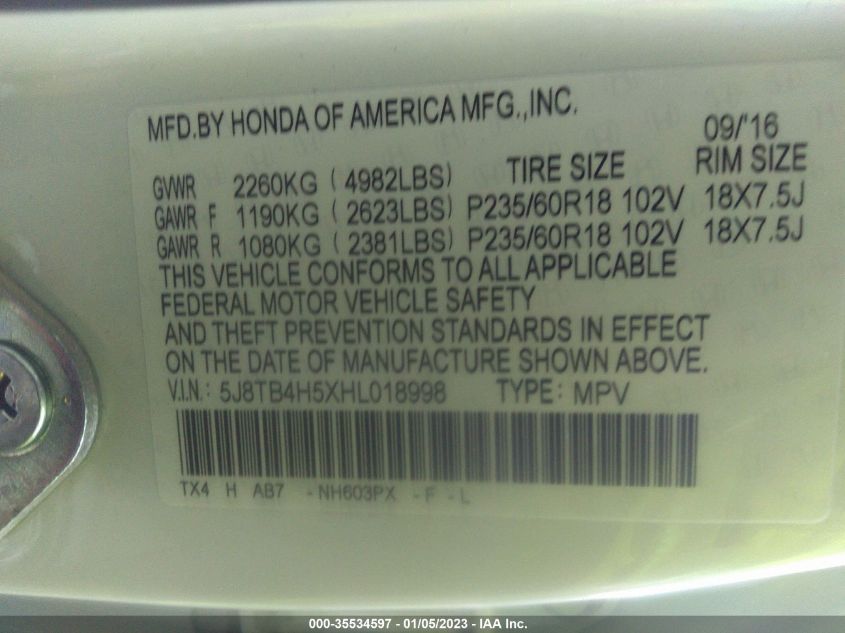 MFD.BY HONDA OF AMERICA MFG.,INC.
09/'16
GVWR 2260KG ( 4982LBS) TIRE SIZE RIM SIZE
GAWR F 1190KG ( 2623LBS) P235/60R18 102V 18X7.5J
GAWR R 1080KG ( 2381LBS) P235/60R18 102V 18X7.5J
THIS VEHICLE CONFORMS TO ALL APPLICABLE
FEDERAL MOTOR VEHICLE SAFETY
AND THEFT PREVENTION STANDARDS IN EFFECT
ON THE DATE OF MANUFACTURE SHOWN ABOVE.
V.I.N.: 5J8TB4H5XHL018998 TYPE: MPV
TX4 H AB7 -NH603PX -F -L
000-35534597 - 01/05/2023 - IAA Inc.